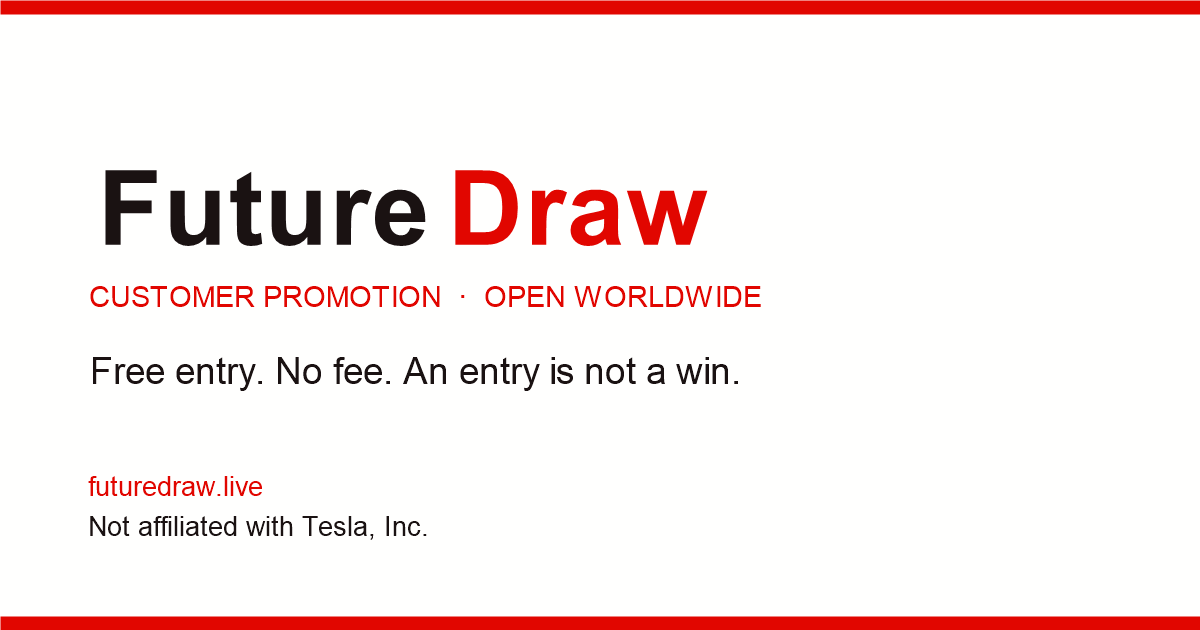 Future Draw
CUSTOMER PROMOTION · OPEN WORLDWIDE
Free entry. No fee. An entry is not a win.
futuredraw.live
Not affiliated with Tesla, Inc.